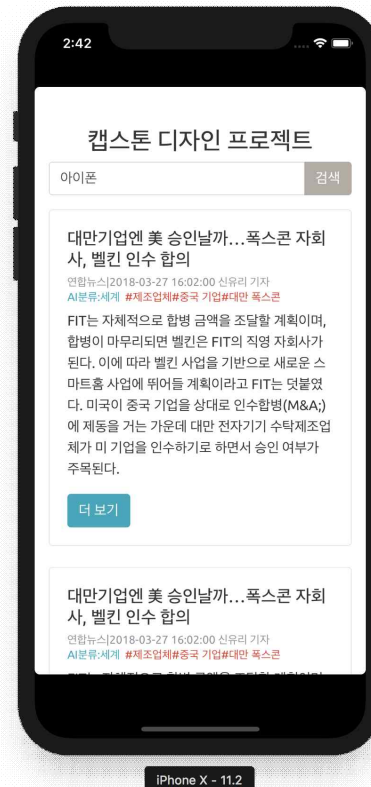 2:42
캡스톤 디자인 프로젝트
아이폰
검색
대만기업엔 美 승인날까...폭스콘 자회
사, 벨킨 인수 합의
연합뉴스|2018-03-27 16:02:00 신유리 기자
AI분류:세계 #제조업체#중국 기업#대만 폭스콘
FIT는 자체적으로 합병 금액을 조달할 계획이며,
합병이 마무리되면 벨킨은 FIT의 직영 자회사가
된다. 이에 따라 벨킨 사업을 기반으로 새로운 스
마트홈 사업에 뛰어들 계획이라고 FIT는 덧붙였
다. 미국이 중국 기업을 상대로 인수합병(M&A;)
에 제동을 거는 가운데 대만 전자기기 수탁제조업
체가 미 기업을 인수하기로 하면서 승인 여부가
주목된다.
더 보기
대만기업엔 美 승인날까...폭스콘 자회
사, 벨킨 인수 합의
연합뉴스|2018-03-27 16:02:00 신유리 기자
AI분류:세계 #제조업체#중국 기업#대만 폭스콘
iPhone X - 11.2